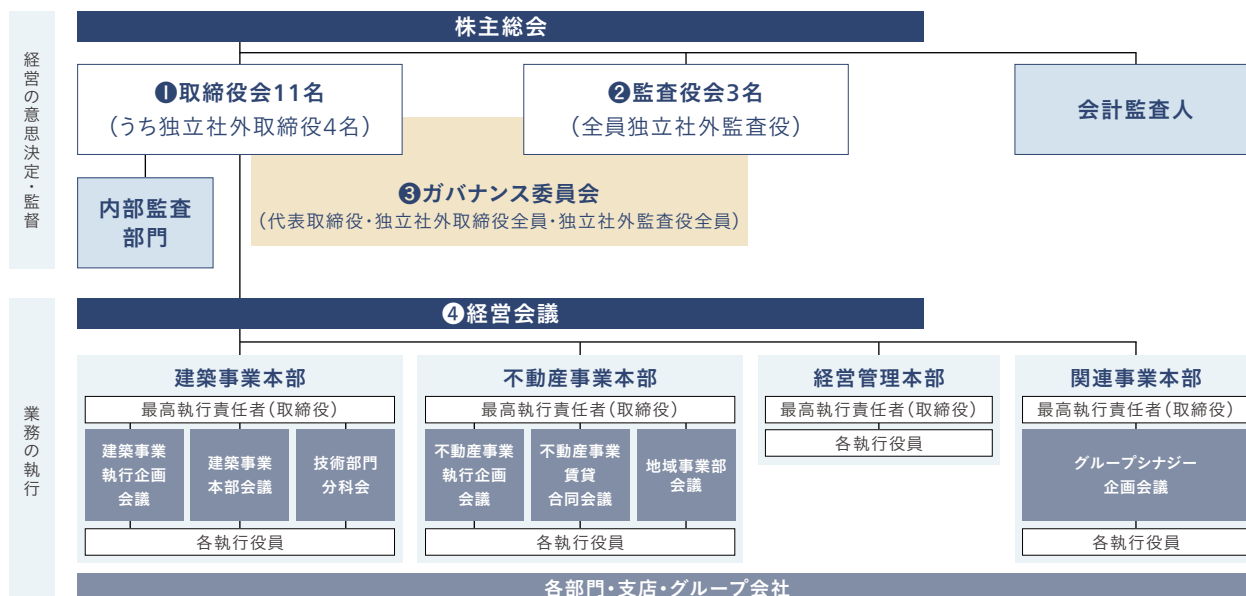 経営の意思決定・監督
株主総会
❶取締役会11名
（うち独立社外取締役4名）
❷監査役会3名
（全員独立社外監査役）
会計監査人
❸ガバナンス委員会
（代表取締役・独立社外取締役全員・独立社外監査役全員）
内部監査
部門
業務の執行
❹経営会議
建築事業本部
最高執行責任者（取締役）
建築事業
執行企画
会議
建築事業
本部会議
技術部門
分科会
各執行役員
不動産事業本部
最高執行責任者（取締役）
不動産事業
執行企画
会議
不動産事業
賃貸
合同会議
地域事業部
会議
各執行役員
経営管理本部
最高執行責任者（取締役）
各執行役員
関連事業本部
最高執行責任者（取締役）
グループシナジー
企画会議
各執行役員
各部門・支店・グループ会社